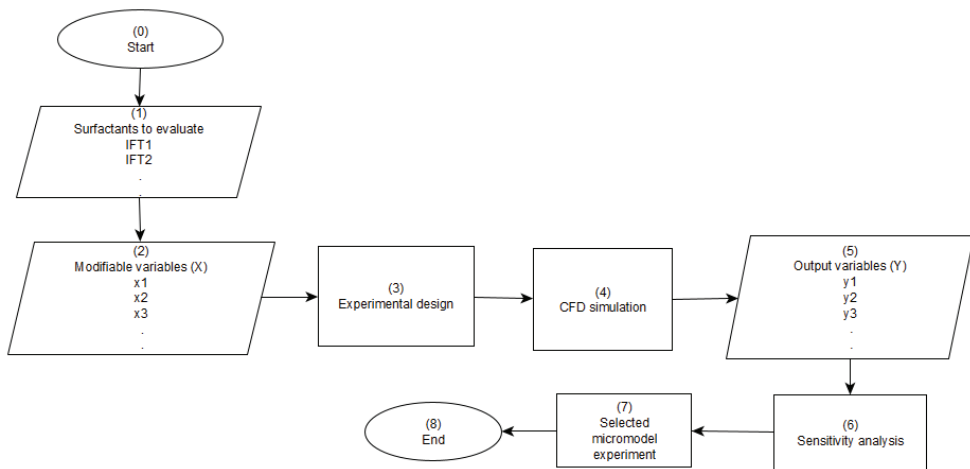 (0)
Start
(1)
Surfactants to evaluate
IFT1
IFT2
.
.
(2)
Modifiable variables (X)
x1
x2
x3
.
.
(3)
Experimental design
(4)
CFD simulation
(5)
Output variables (Y)
y1
y2
y3
.
.
(6)
Sensitivity analysis
(7)
Selected
micromodel
experiment
(8)
End